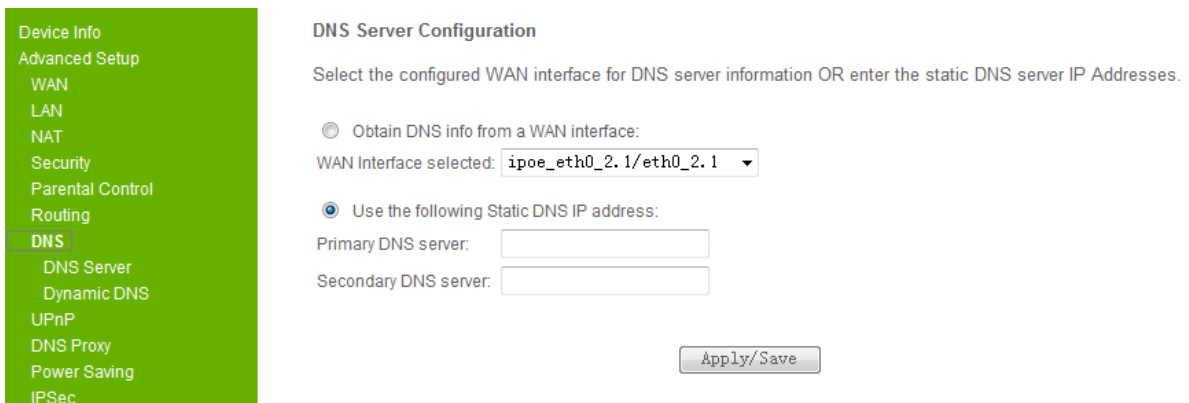 Device Info
Advanced Setup
WAN
LAN
NAT
Security
Parental Control
Routing
DNS
DNS Server
Dynamic DNS
UPnP
DNS Proxy
Power Saving
IPSec
DNS Server Configuration
Select the configured WAN interface for DNS server information OR enter the static DNS server IP Addresses.
Obtain DNS info from a WAN interface:
WAN Interface selected: ipoe_eth0_2.1/eth0_2.1
Use the following Static DNS IP address:
Primary DNS server:
Secondary DNS server:
Apply/Save